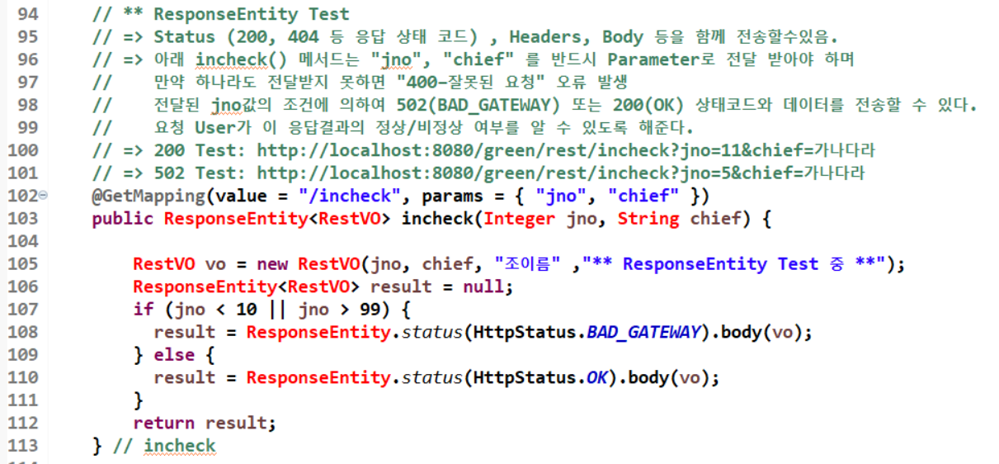 94 // ** ResponseEntity Test
95 // => Status (200, 404 등 응답 상태 코드) , Headers, Body 등을 함께 전송할수있음.
96 // => 아래 incheck() 메서드는 "jno", "chief" 를 반드시 Parameter로 전달 받아야 하며
97 //    만약 하나라도 전달받지 못하면 "400-잘못된 요청" 오류 발생
98 //    전달된 jno값의 조건에 의하여 502(BAD_GATEWAY) 또는 200(OK) 상태코드와 데이터를 전송할 수 있다.
99 //    요청 User가 이 응답결과의 정상/비정상 여부를 알 수 있도록 해준다.
100 // => 200 Test: http://localhost:8080/green/rest/incheck?jno=11&chief=가나다라
101 // => 502 Test: http://localhost:8080/green/rest/incheck?jno=5&chief=가나다라
102 @GetMapping(value = "/incheck", params = { "jno", "chief" })
103 public ResponseEntity<RestVO> incheck(Integer jno, String chief) {
104
105     RestVO vo = new RestVO(jno, chief, "조이름" ,"** ResponseEntity Test 중 **");
106     ResponseEntity<RestVO> result = null;
107     if (jno < 10 || jno > 99) {
108       result = ResponseEntity.status(HttpStatus.BAD_GATEWAY).body(vo);
109     } else {
110       result = ResponseEntity.status(HttpStatus.OK).body(vo);
111     }
112     return result;
113 } // incheck